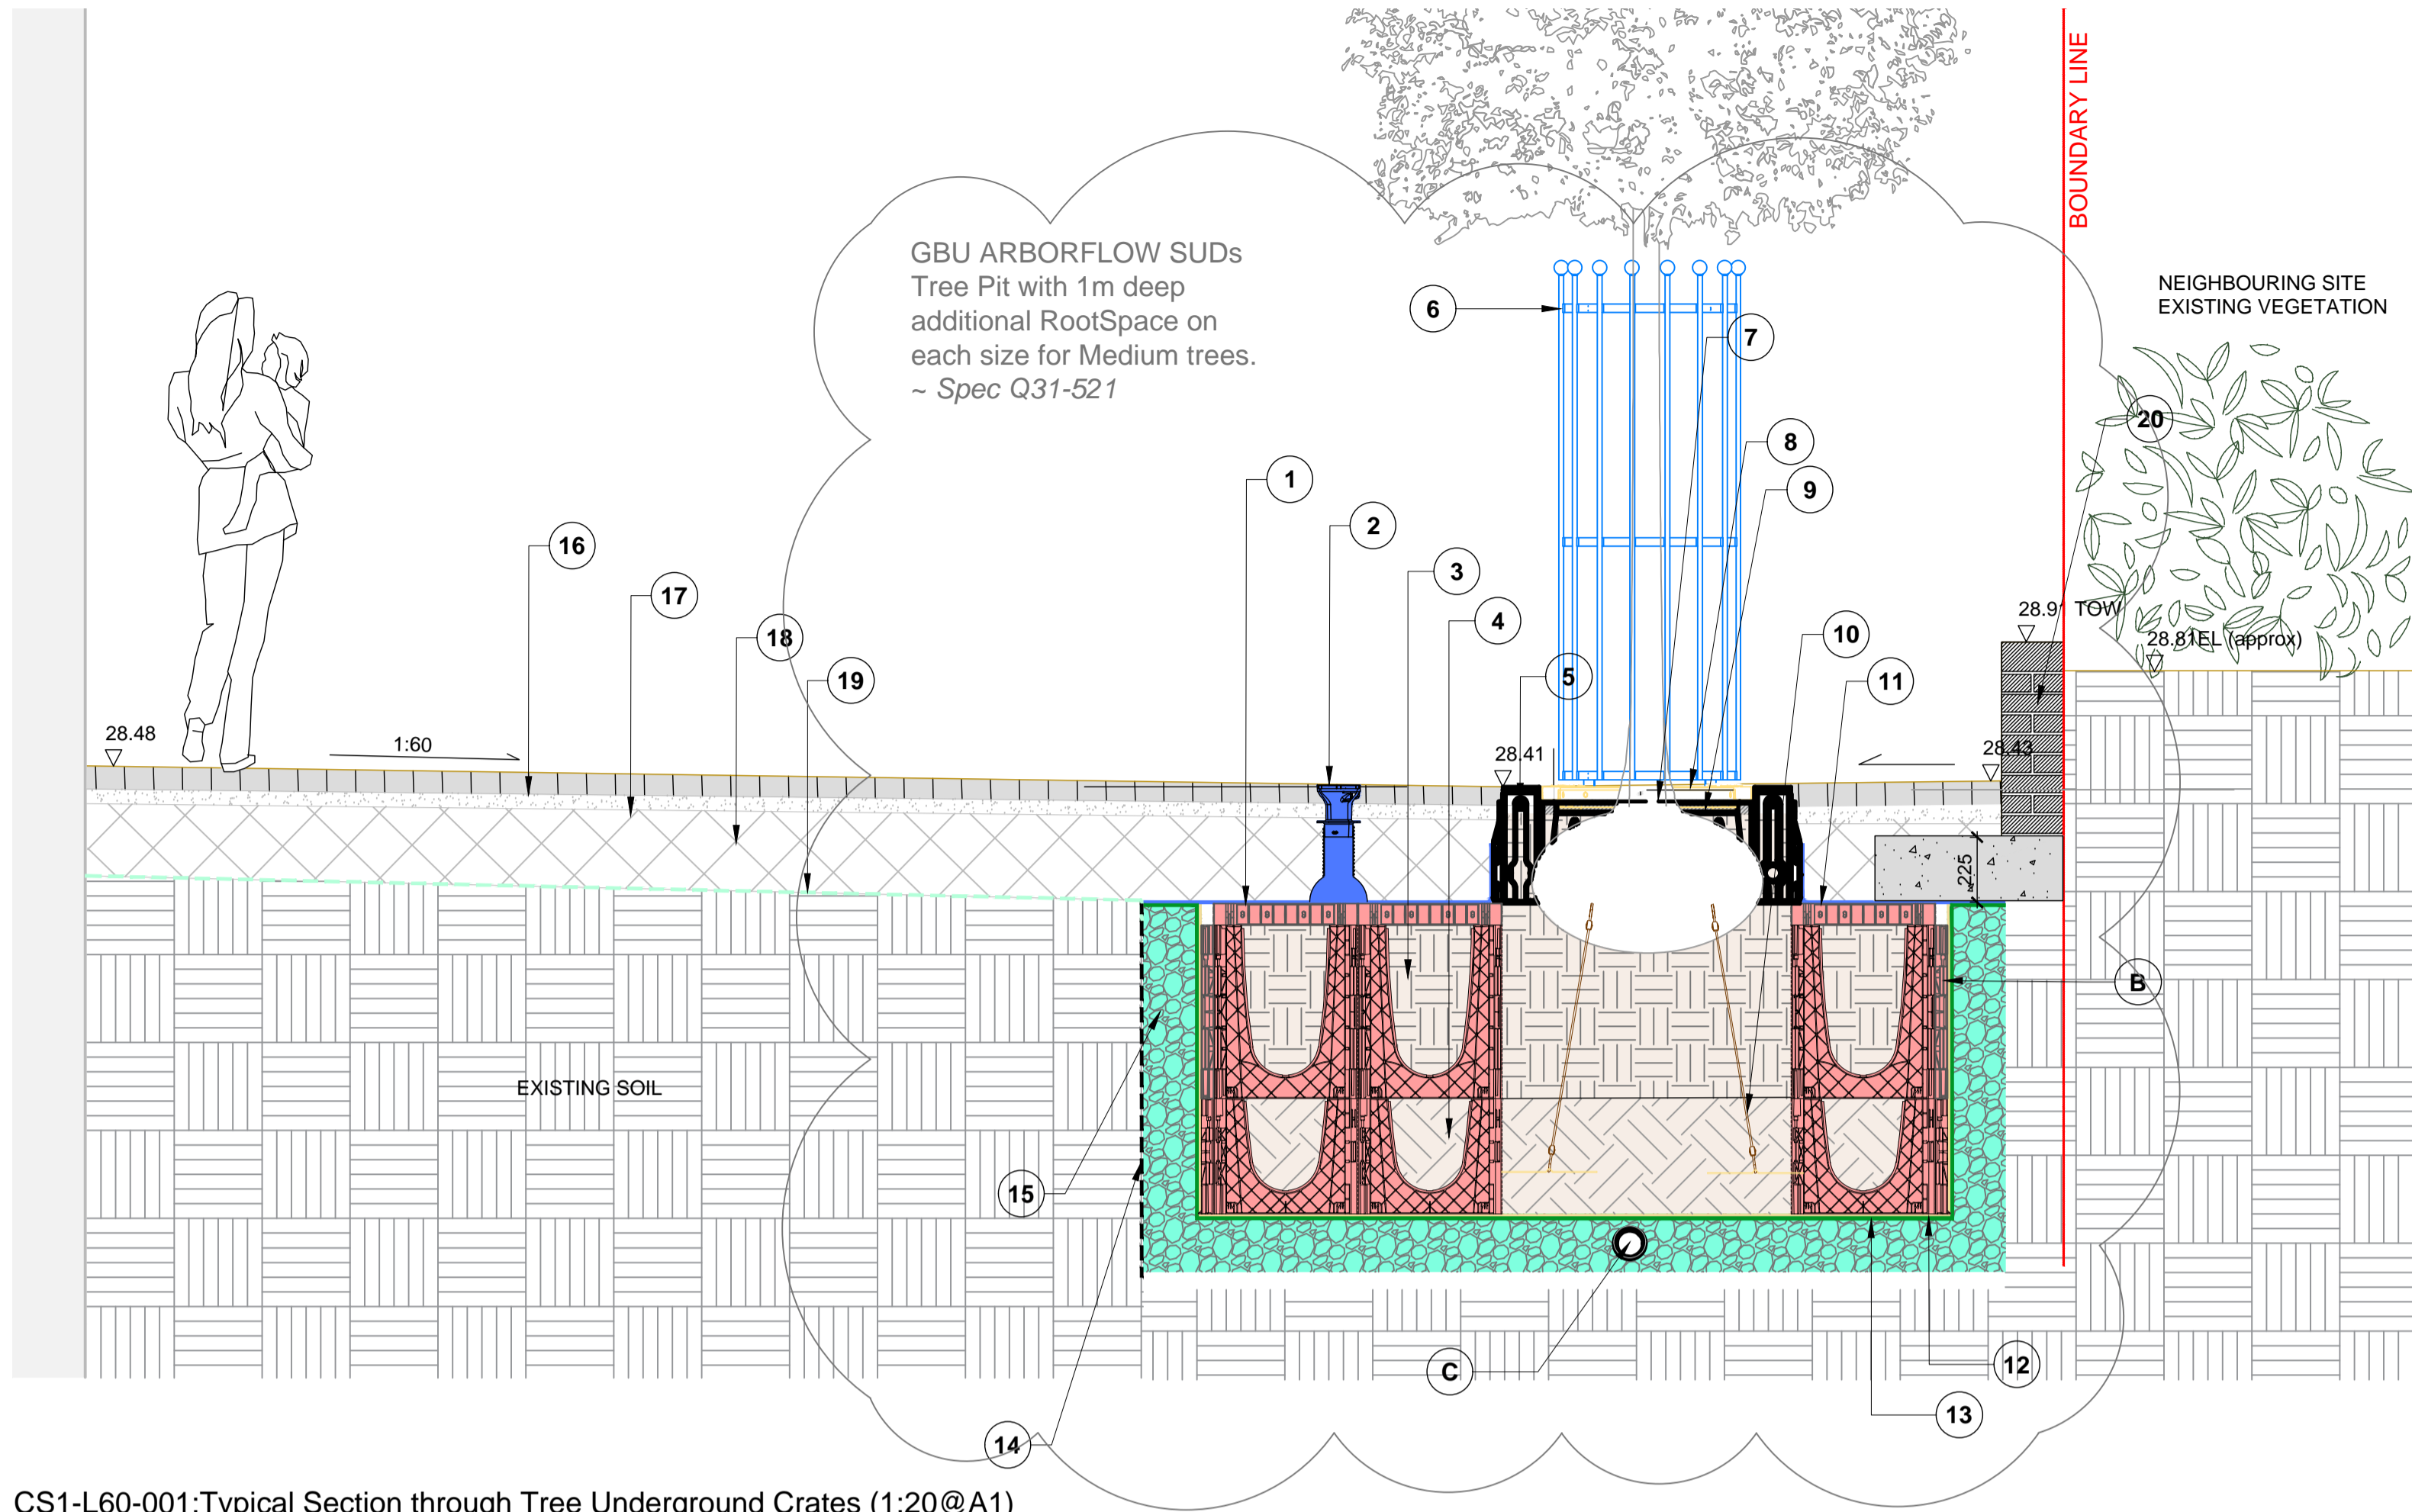 BOUNDARY LINE
GBU ARBORFLOW SUDs
Tree Pit with 1m deep
additional RootSpace on
each size for Medium trees.
~ Spec Q31-521
NEIGHBOURING SITE
EXISTING VEGETATION
6
7
20
8
1
9
2
16
3
17
4
28.91 TOW
18
10
28.81EL (approx)
19
5
11
28.48
1:60
28.41
28.43
225
B
EXISTING SOIL
15
C
12
13
14
CS1-L60-001:Typical Section through Tree Underground Crates (1:20@A1)